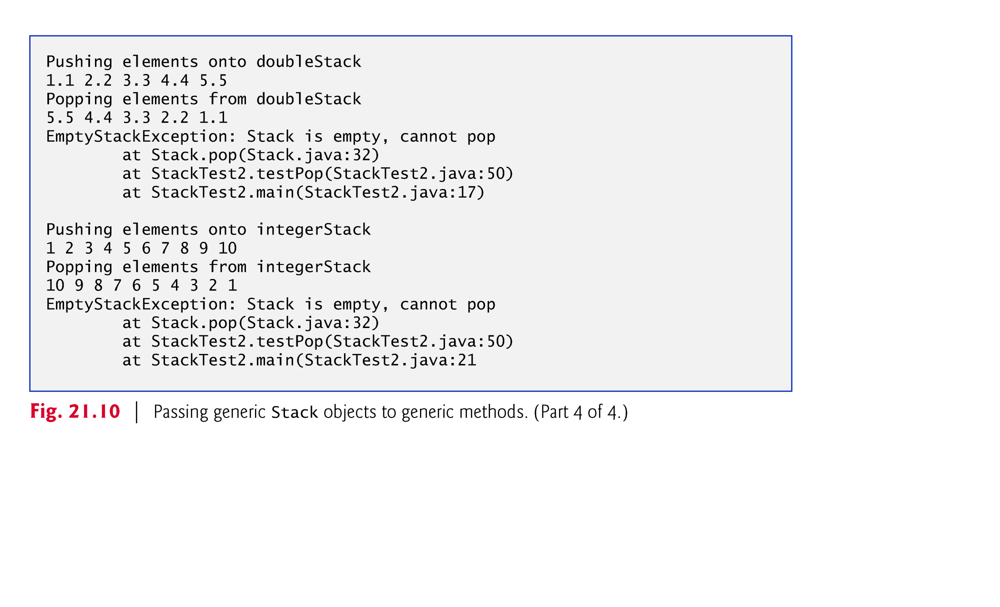 Pushing elements onto doubleStack
1.1 2.2 3.3 4.4 5.5
Popping elements from doubleStack
5.5 4.4 3.3 2.2 1.1
EmptyStackException: Stack is empty, cannot pop
        at Stack.pop(Stack.java:32)
        at StackTest2.testPop(StackTest2.java:50)
        at StackTest2.main(StackTest2.java:17)

Pushing elements onto integerStack
1 2 3 4 5 6 7 8 9 10
Popping elements from integerStack
10 9 8 7 6 5 4 3 2 1
EmptyStackException: Stack is empty, cannot pop
        at Stack.pop(Stack.java:32)
        at StackTest2.testPop(StackTest2.java:50)
        at StackTest2.main(StackTest2.java:21
Fig. 21.10 | Passing generic Stack objects to generic methods. (Part 4 of 4.)